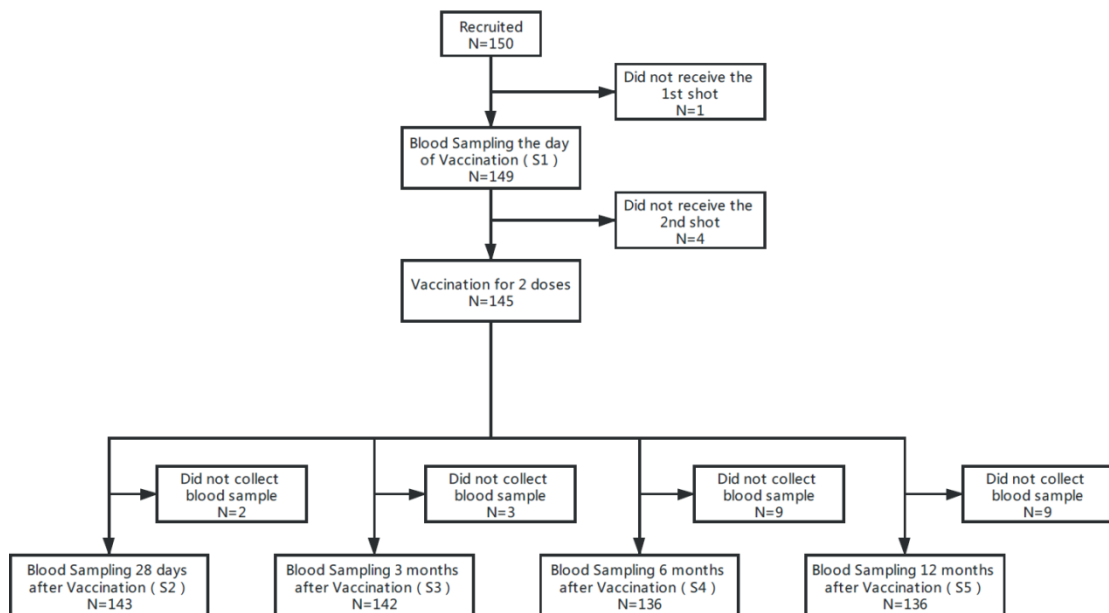 Recruited
N=150
Did not receive the
1st shot
N=1
Blood Sampling the day
of Vaccination ( S1 )
N=149
Did not receive the
2nd shot
N=4
Vaccination for 2 doses
N=145
Did not collect
blood sample
N=2
Did not collect
blood sample
N=3
Did not collect
blood sample
N=9
Did not collect
blood sample
N=9
Blood Sampling 28 days
after Vaccination ( S2 )
N=143
Blood Sampling 3 months
after Vaccination ( S3 )
N=142
Blood Sampling 6 months
after Vaccination ( S4 )
N=136
Blood Sampling 12 months
after Vaccination ( S5 )
N=136